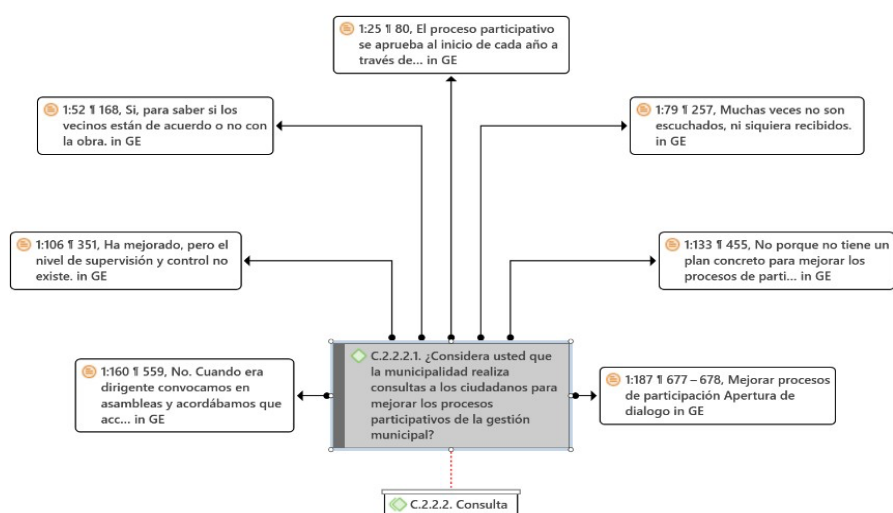 1:25 ¶ 80, El proceso participativo
se aprueba al inicio de cada año a
través de... in GE
1:52 ¶ 168, Si, para saber si los
vecinos están de acuerdo o no con
la obra. in GE
1:79 ¶ 257, Muchas veces no son
escuchados, ni siquiera recibidos.
in GE
1:106 ¶ 351, Ha mejorado, pero el
nivel de supervisión y control no
existe. in GE
1:133 ¶ 455, No porque no tiene un
plan concreto para mejorar los
procesos de parti... in GE
1:160 ¶ 559, No. Cuando era
dirigente convocamos en
asambleas y acordábamos que
acc... in GE
C.2.2.2.1. ¿Considera usted que
la municipalidad realiza
consultas a los ciudadanos para
mejorar los procesos
participativos de la gestión
municipal?
1:187 ¶ 677 – 678, Mejorar procesos
de participación Apertura de
dialogo in GE
C.2.2.2. Consulta